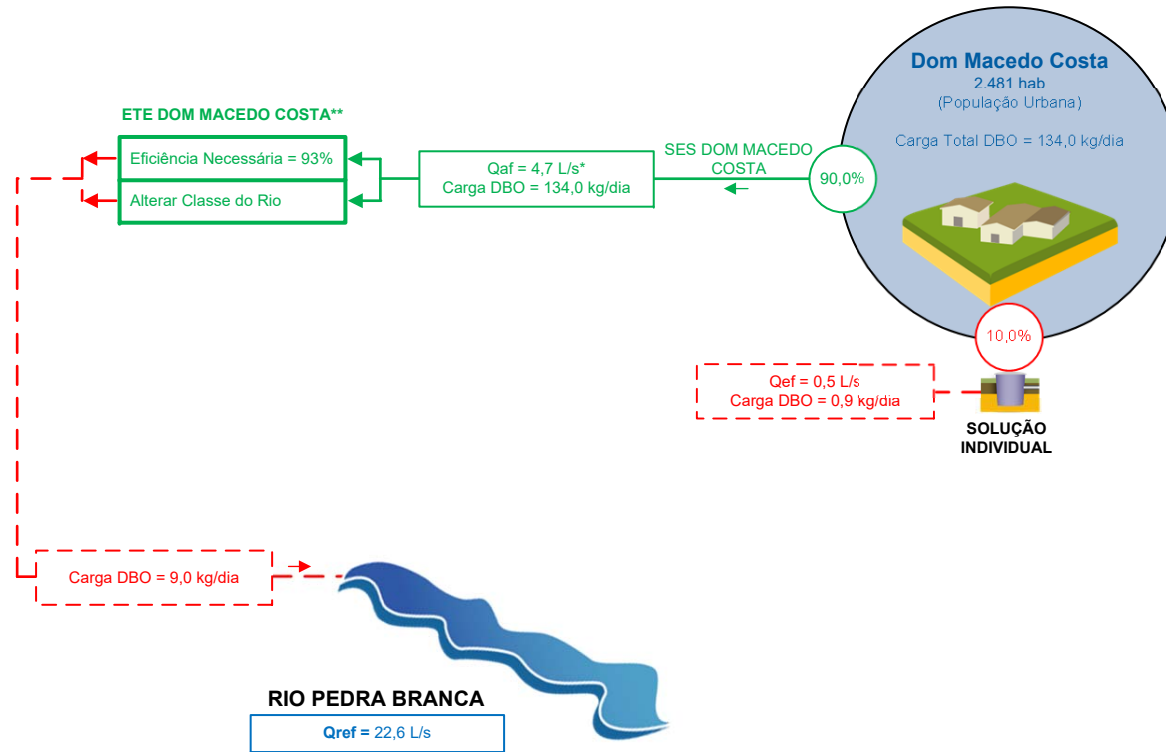 Dom Macedo Costa
2.481 hab
(População Urbana)
Carga Total DBO = 134,0 kg/dia
ETE DOM MACEDO COSTA**
Eficiência Necessária = 93%
Alterar Classe do Rio
Qaf = 4,7 L/s*
Carga DBO = 134,0 kg/dia
SES DOM MACEDO
COSTA
90,0%
10,0%
Qef = 0,5 L/s
Carga DBO = 0,9 kg/dia
SOLUÇÃO
INDIVIDUAL
Carga DBO = 9,0 kg/dia
RIO PEDRA BRANCA
Qref = 22,6 L/s